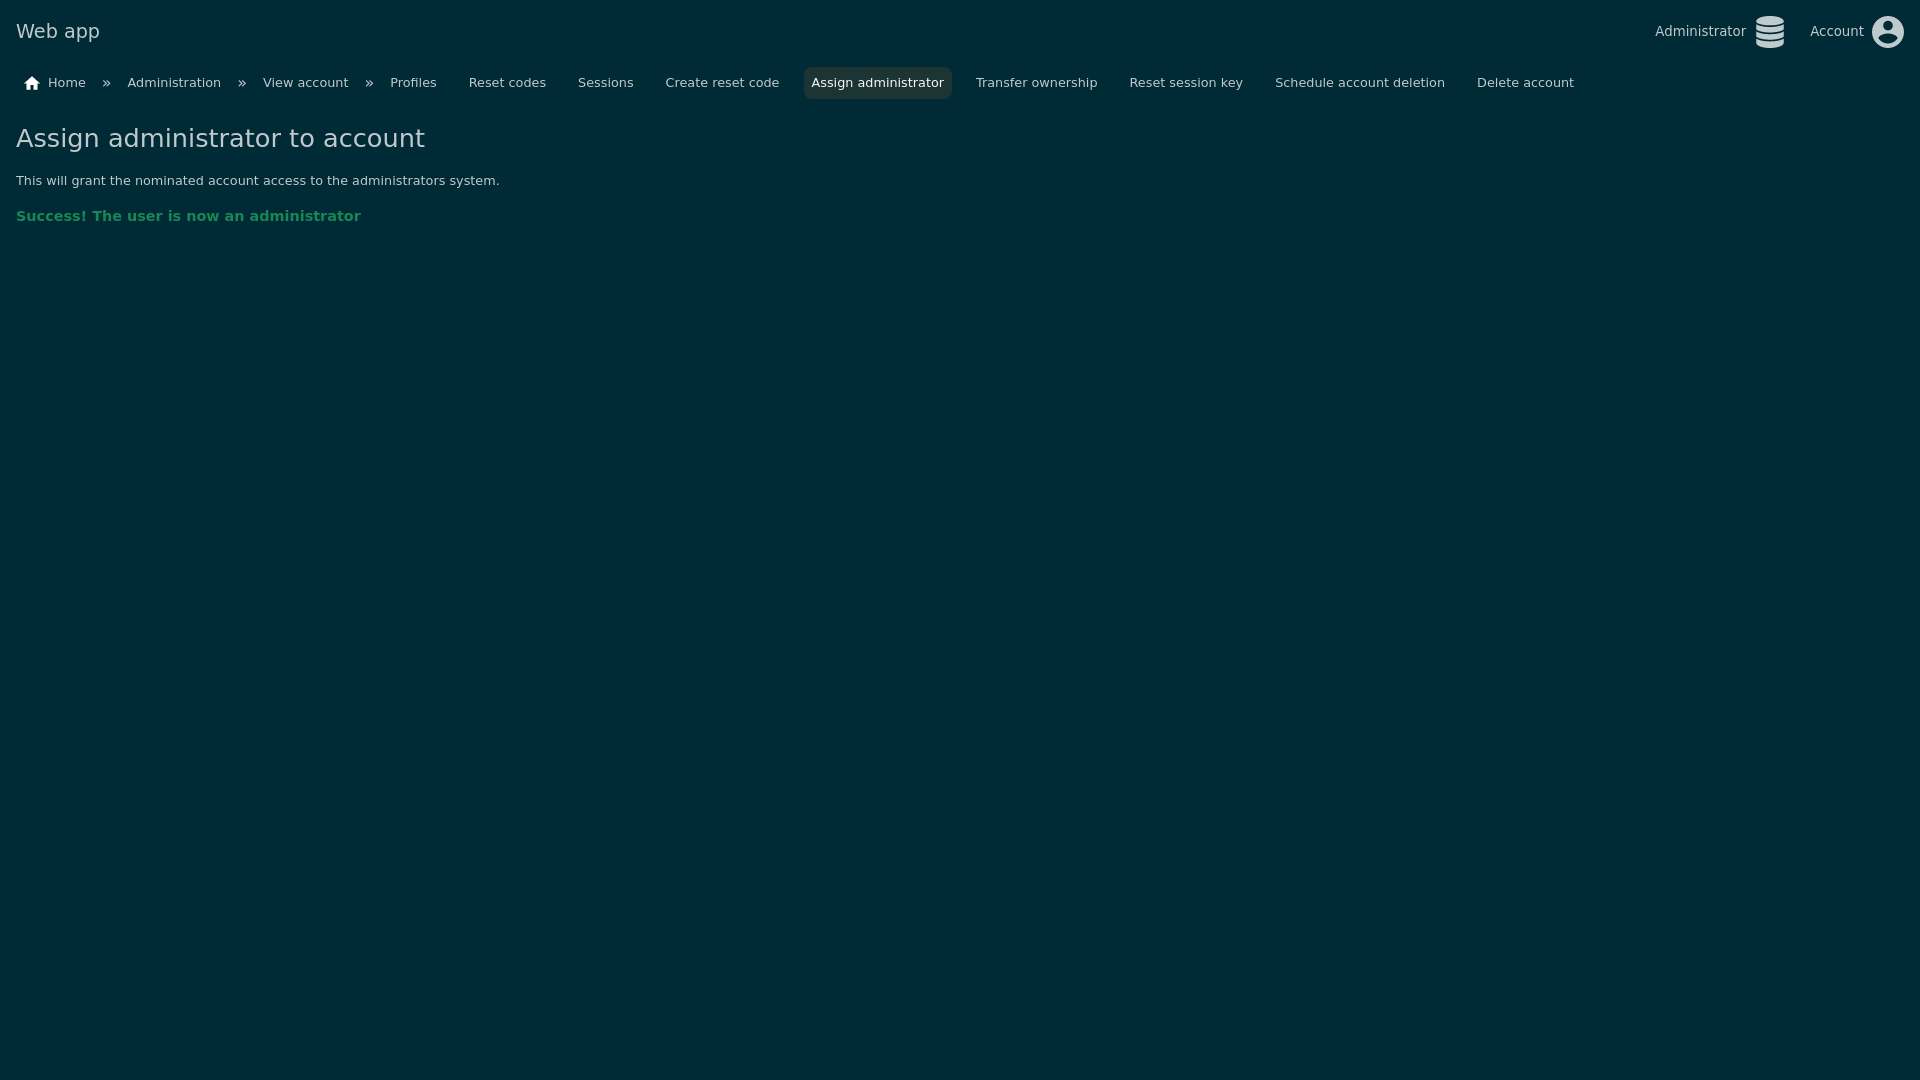 Web app
Administrator
Account
Home » Administration » View account » Profiles Reset codes Sessions Create reset code Assign administrator Transfer ownership Reset session key Schedule account deletion Delete account
Assign administrator to account
This will grant the nominated account access to the administrators system.
Success! The user is now an administrator